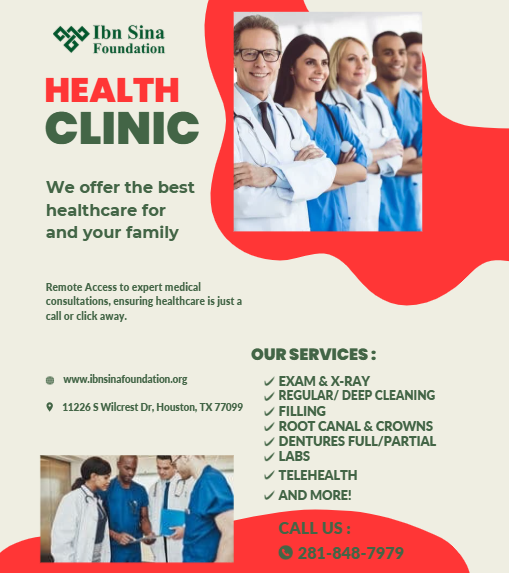 Ibn Sina
Foundation
HEALTH
CLINIC
We offer the best
healthcare for
and your family
Remote Access to expert medical
consultations, ensuring healthcare is just a
call or click away.
www.ibnsinafoundation.org
11226 S Wilcrest Dr, Houston, TX 77099
OUR SERVICES :
EXAM & X-RAY
REGULAR/ DEEP CLEANING
FILLING
ROOT CANAL & CROWNS
DENTURES FULL/PARTIAL
LABS
TELEHEALTH
AND MORE!
CALL US :
281-848-7979